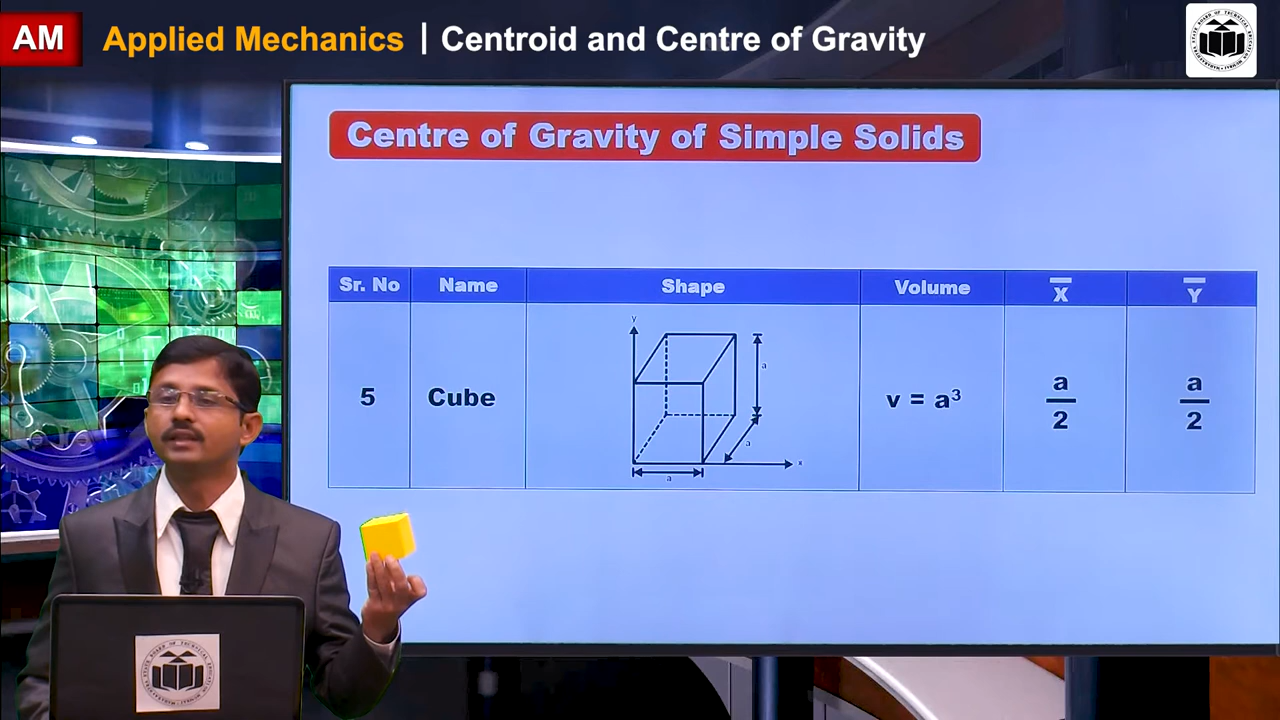 AM
Applied Mechanics | Centroid and Centre of Gravity
Centre of Gravity of Simple Solids
Sr. No Name Shape Volume X̅ Y̅
5 Cube v = a³ a/2 a/2
y
a
a
x
a